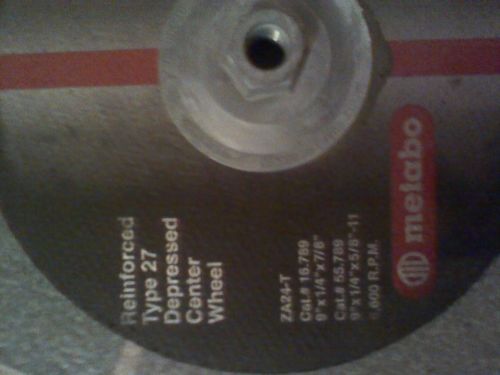 Reinforced
Type 27
Depressed
Center
Wheel
ZA24-T
Cat.# 16.789
9"x1/4"x7/8"
Cat.# 55.789
9"x1/4"x5/8"-11
6,600 R.P.M.
metabo